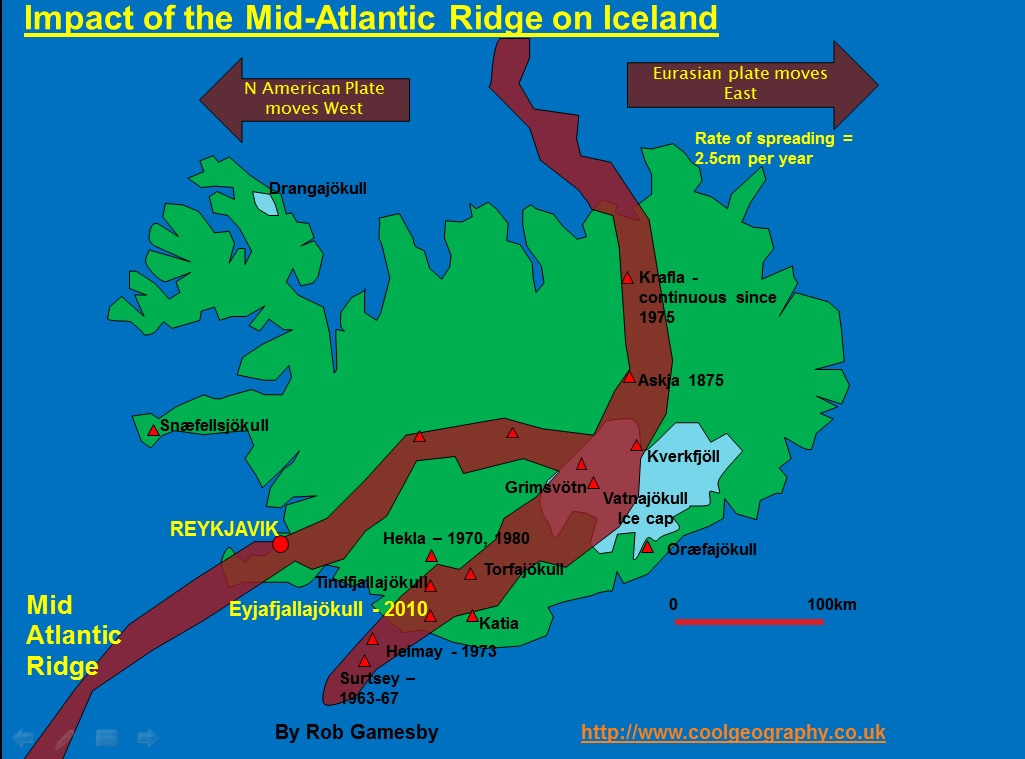 Impact of the Mid-Atlantic Ridge on Iceland
N American Plate
moves West
Eurasian plate moves
East
Rate of spreading =
2.5cm per year
Drangajökull
Krafla -
continuous since
1975
Askja 1875
Snæfellsjökull
Kverkfjöll
Grimsvötn
Vatnajökull
Ice cap
REYKJAVIK
Hekla – 1970, 1980
Oræfajökull
Torfajökull
Tindfjallajökull
Eyjafjallajökull - 2010
Katia
Mid
Atlantic
Ridge
0 100km
Heimay - 1973
Surtsey –
1963-67
By Rob Gamesby
http://www.coolgeography.co.uk